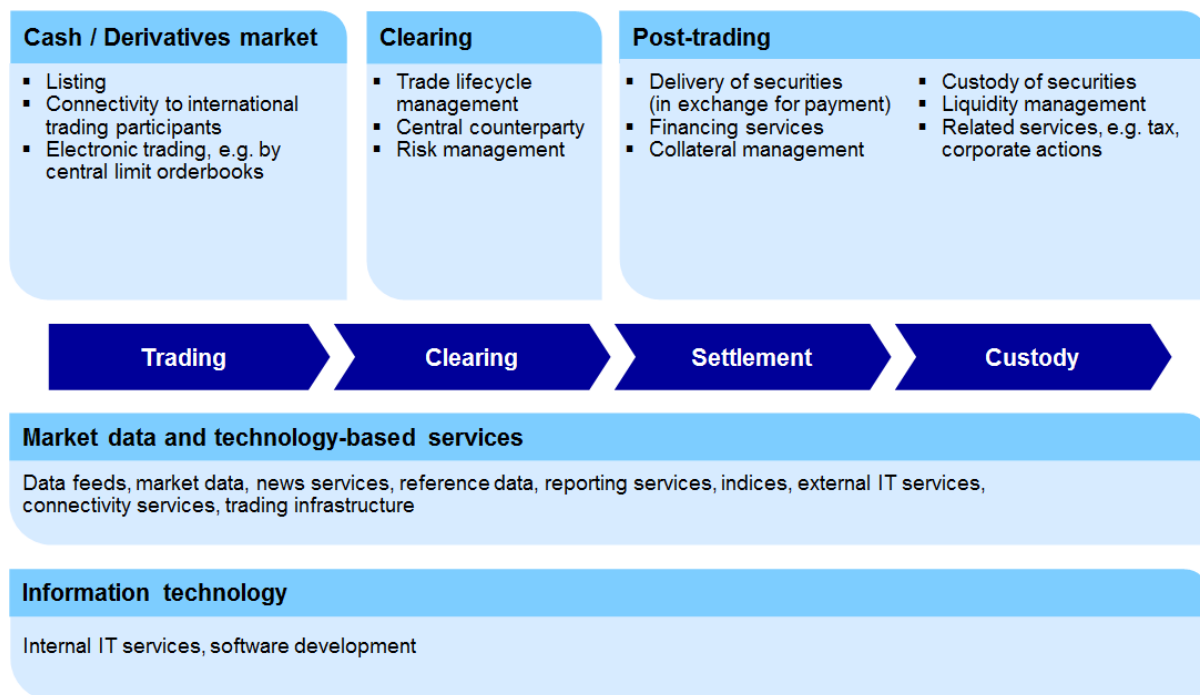 Cash / Derivatives market
▪ Listing
▪ Connectivity to international
trading participants
▪ Electronic trading, e.g. by
central limit orderbooks
Clearing
▪ Trade lifecycle
management
▪ Central counterparty
▪ Risk management
Post-trading
▪ Delivery of securities
(in exchange for payment)
▪ Financing services
▪ Collateral management
▪ Custody of securities
▪ Liquidity management
▪ Related services, e.g. tax,
corporate actions
Trading
Clearing
Settlement
Custody
Market data and technology-based services
Data feeds, market data, news services, reference data, reporting services, indices, external IT services,
connectivity services, trading infrastructure
Information technology
Internal IT services, software development